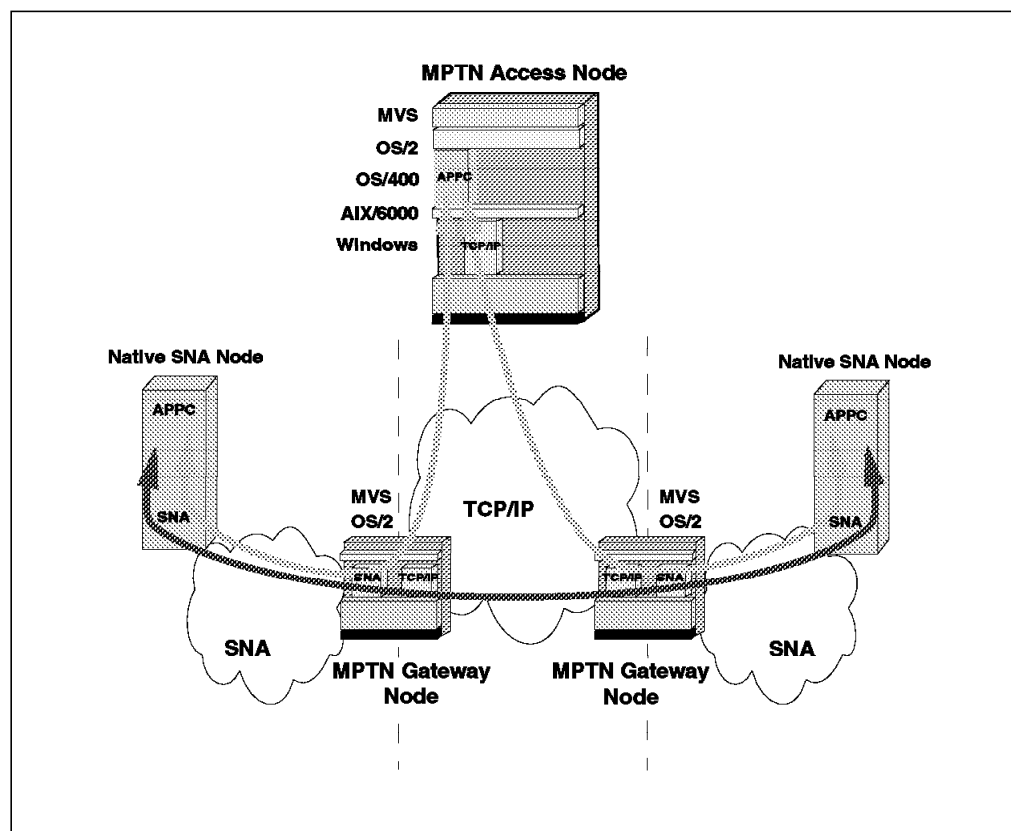 MPTN Access Node
MVS
OS/2
APPC
OS/400
AIX/6000
Windows
TCP/IP
Native SNA Node
APPC
SNA
Native SNA Node
APPC
SNA
TCP/IP
MVS
OS/2
SNA
TCP/IP
MVS
OS/2
TCP/IP
SNA
SNA
MPTN Gateway
Node
MPTN Gateway
Node
SNA